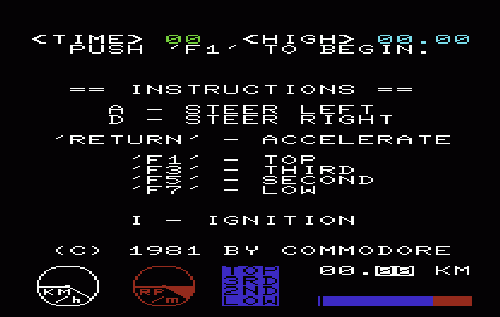 <TIME> 00 <HIGH> 00.00
PUSH 'F1' TO BEGIN.
== INSTRUCTIONS ==
A - STEER LEFT
D - STEER RIGHT
'RETURN' - ACCELERATE
'F1' - TOP
'F3' - THIRD
'F5' - SECOND
'F7' - LOW
I - IGNITION
(C) 1981 BY COMMODORE
KM/h RP/m TOP 3RD 2ND LOW 00.00 KM